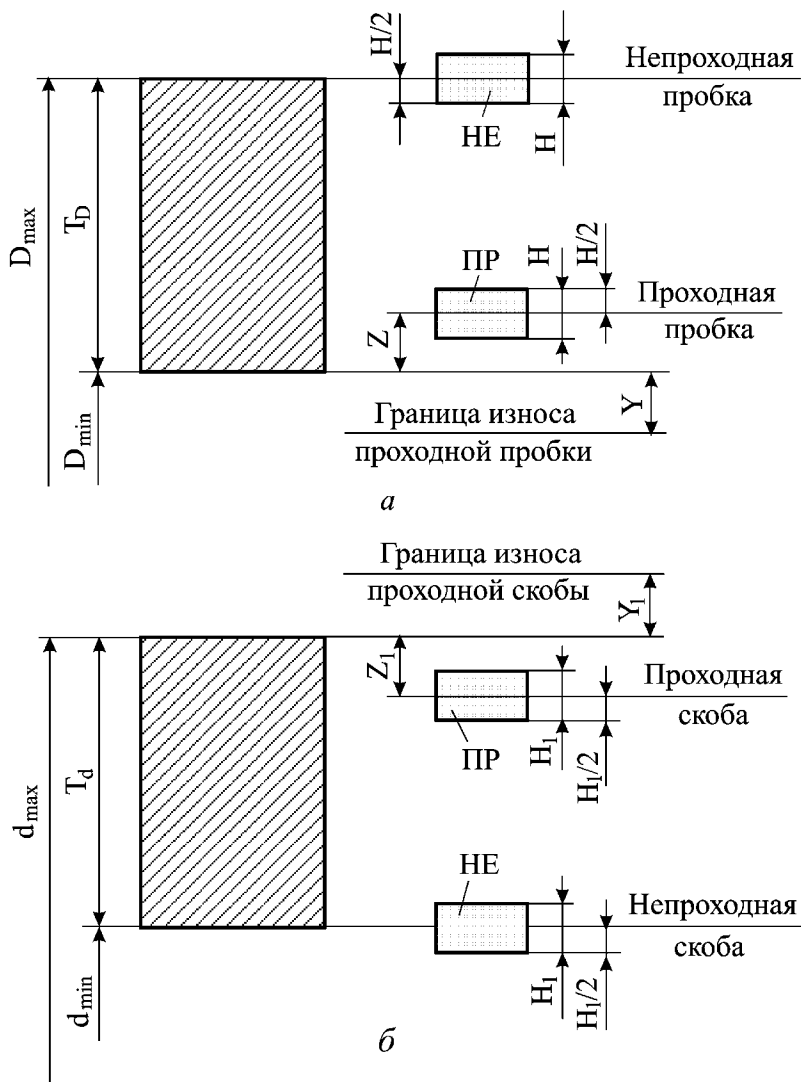 H/2
Непроходная
пробка
НЕ
H
D_max
T_D
ПР
H
H/2
Проходная
пробка
Z
D_min
Граница износа
проходной пробки
Y
а
Граница износа
проходной скобы
Y_1
Z_1
Проходная
скоба
ПР
H_1
H_1/2
d_max
T_d
НЕ
Непроходная
скоба
H_1
H_1/2
d_min
б